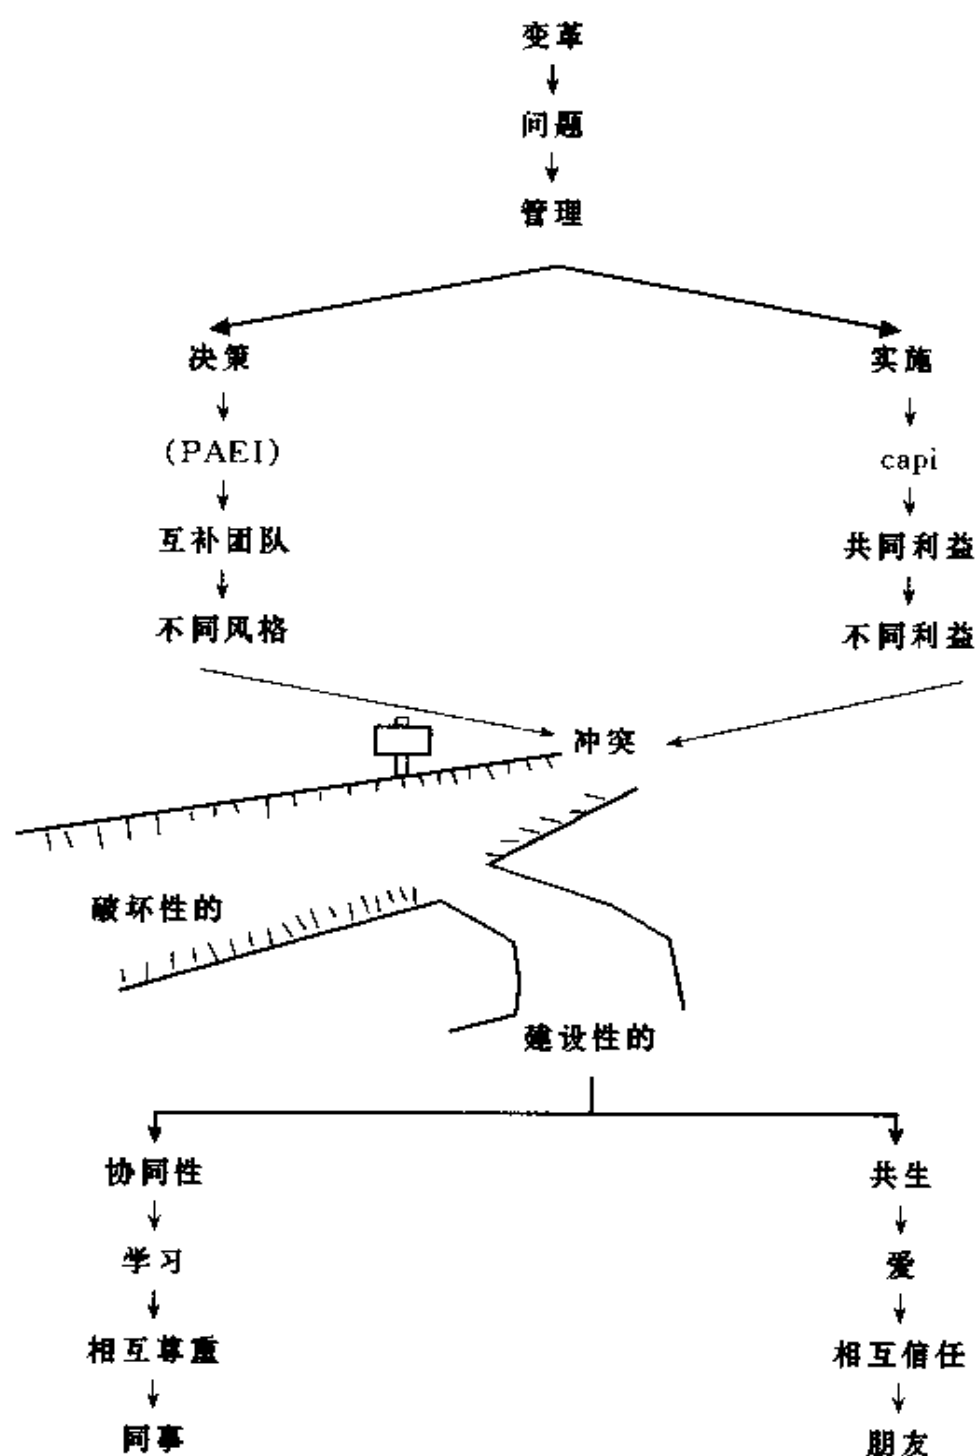 变革
问题
管理
决策
实施
(PAEI)
capi
互补团队
共同利益
不同风格
不同利益
冲突
破坏性的
建设性的
协同性
共生
学习
爱
相互尊重
相互信任
同事
朋友